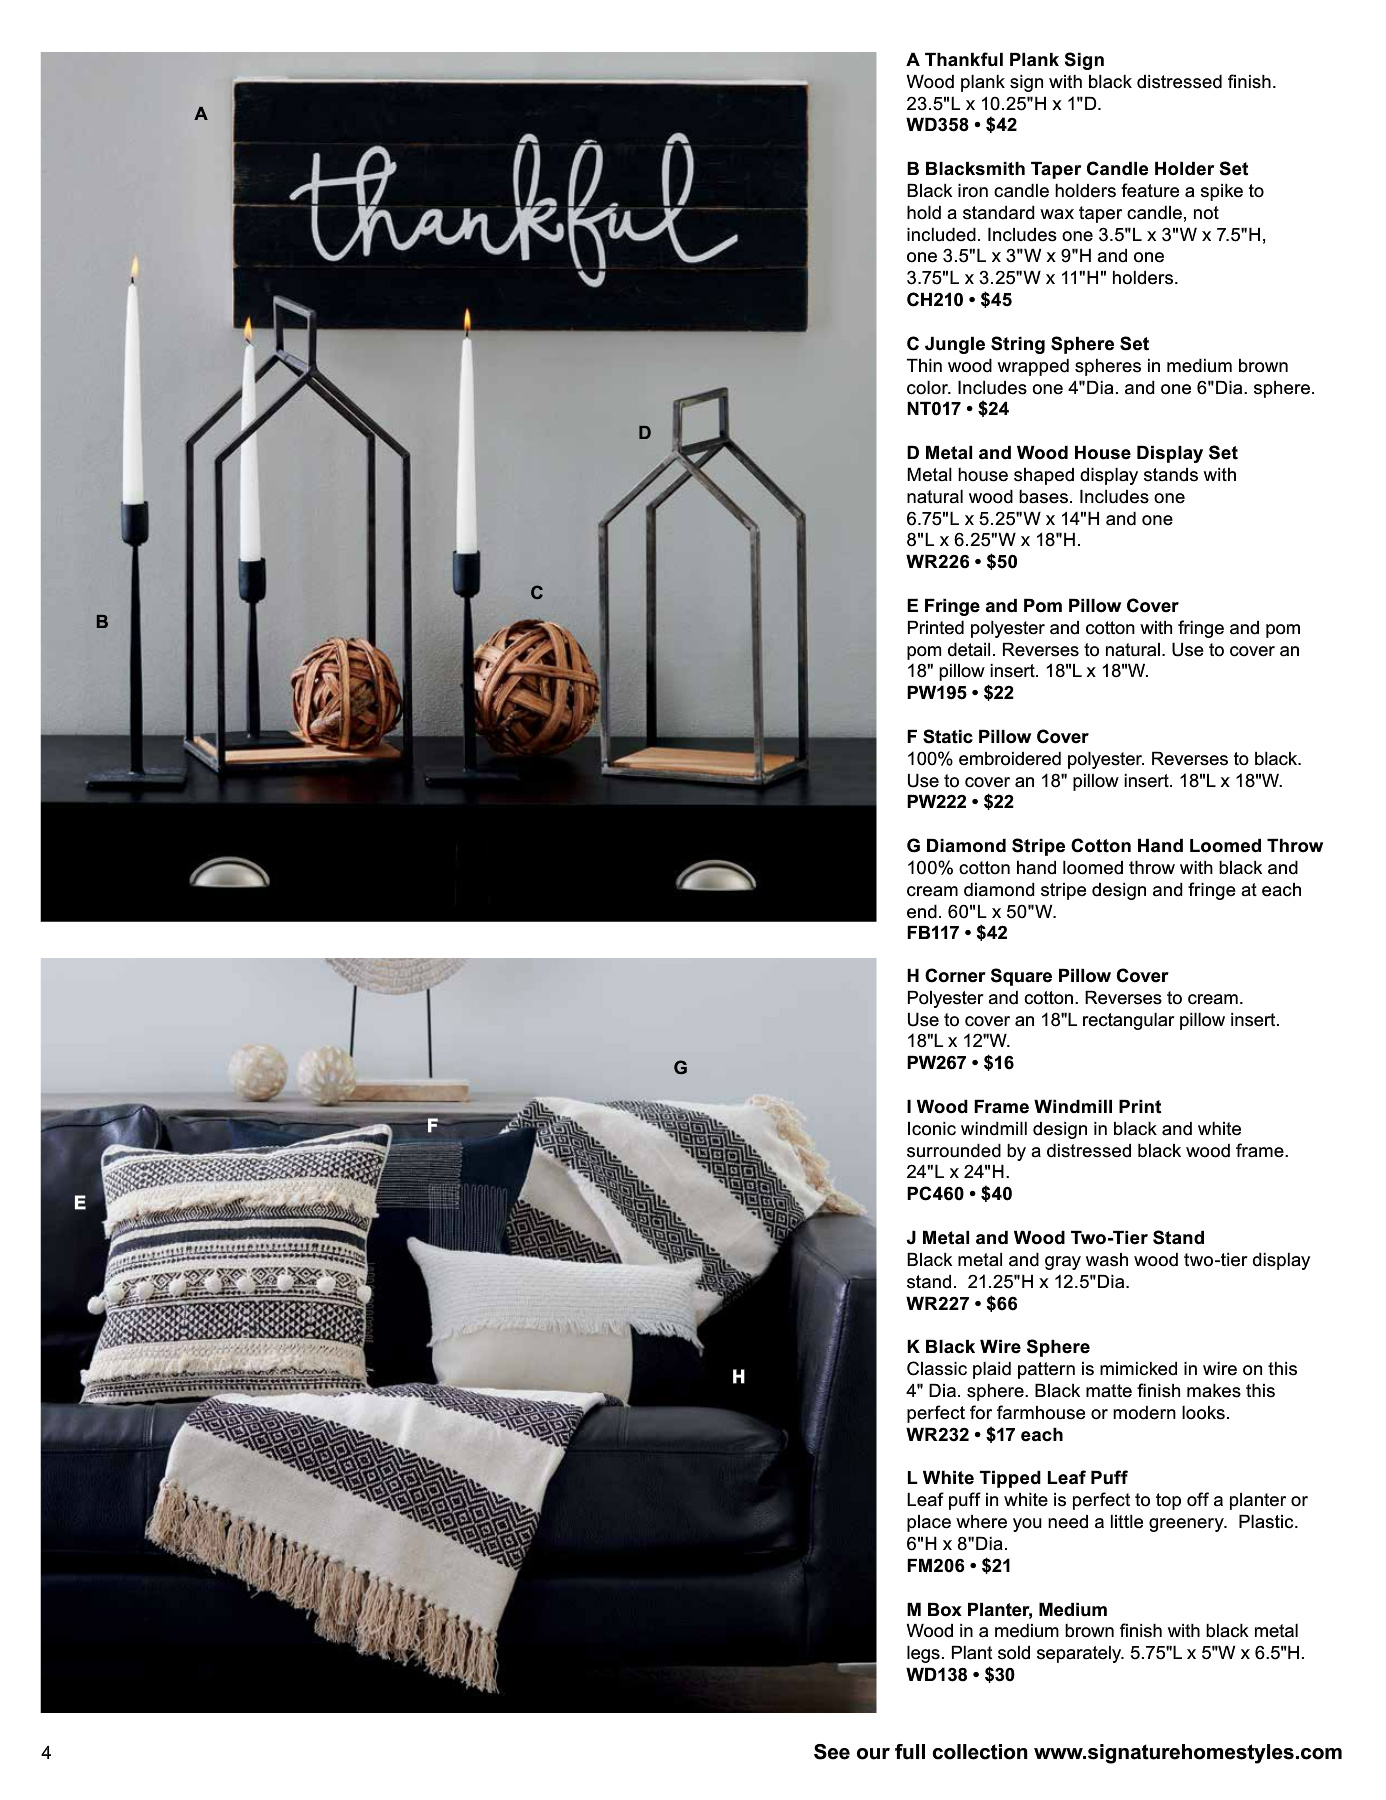 A
thankful
D
C
B
G
F
E
H
A Thankful Plank Sign
Wood plank sign with black distressed finish.
23.5"L x 10.25"H x 1"D.
WD358 • $42
B Blacksmith Taper Candle Holder Set
Black iron candle holders feature a spike to
hold a standard wax taper candle, not
included. Includes one 3.5"L x 3"W x 7.5"H,
one 3.5"L x 3"W x 9"H and one
3.75"L x 3.25"W x 11"H" holders.
CH210 • $45
C Jungle String Sphere Set
Thin wood wrapped spheres in medium brown
color. Includes one 4"Dia. and one 6"Dia. sphere.
NT017 • $24
D Metal and Wood House Display Set
Metal house shaped display stands with
natural wood bases. Includes one
6.75"L x 5.25"W x 14"H and one
8"L x 6.25"W x 18"H.
WR226 • $50
E Fringe and Pom Pillow Cover
Printed polyester and cotton with fringe and pom
pom detail. Reverses to natural. Use to cover an
18" pillow insert. 18"L x 18"W.
PW195 • $22
F Static Pillow Cover
100% embroidered polyester. Reverses to black.
Use to cover an 18" pillow insert. 18"L x 18"W.
PW222 • $22
G Diamond Stripe Cotton Hand Loomed Throw
100% cotton hand loomed throw with black and
cream diamond stripe design and fringe at each
end. 60"L x 50"W.
FB117 • $42
H Corner Square Pillow Cover
Polyester and cotton. Reverses to cream.
Use to cover an 18"L rectangular pillow insert.
18"L x 12"W.
PW267 • $16
I Wood Frame Windmill Print
Iconic windmill design in black and white
surrounded by a distressed black wood frame.
24"L x 24"H.
PC460 • $40
J Metal and Wood Two-Tier Stand
Black metal and gray wash wood two-tier display
stand.  21.25"H x 12.5"Dia.
WR227 • $66
K Black Wire Sphere
Classic plaid pattern is mimicked in wire on this
4" Dia. sphere. Black matte finish makes this
perfect for farmhouse or modern looks.
WR232 • $17 each
L White Tipped Leaf Puff
Leaf puff in white is perfect to top off a planter or
place where you need a little greenery.  Plastic.
6"H x 8"Dia.
FM206 • $21
M Box Planter, Medium
Wood in a medium brown finish with black metal
legs. Plant sold separately. 5.75"L x 5"W x 6.5"H.
WD138 • $30
4
See our full collection www.signaturehomestyles.com